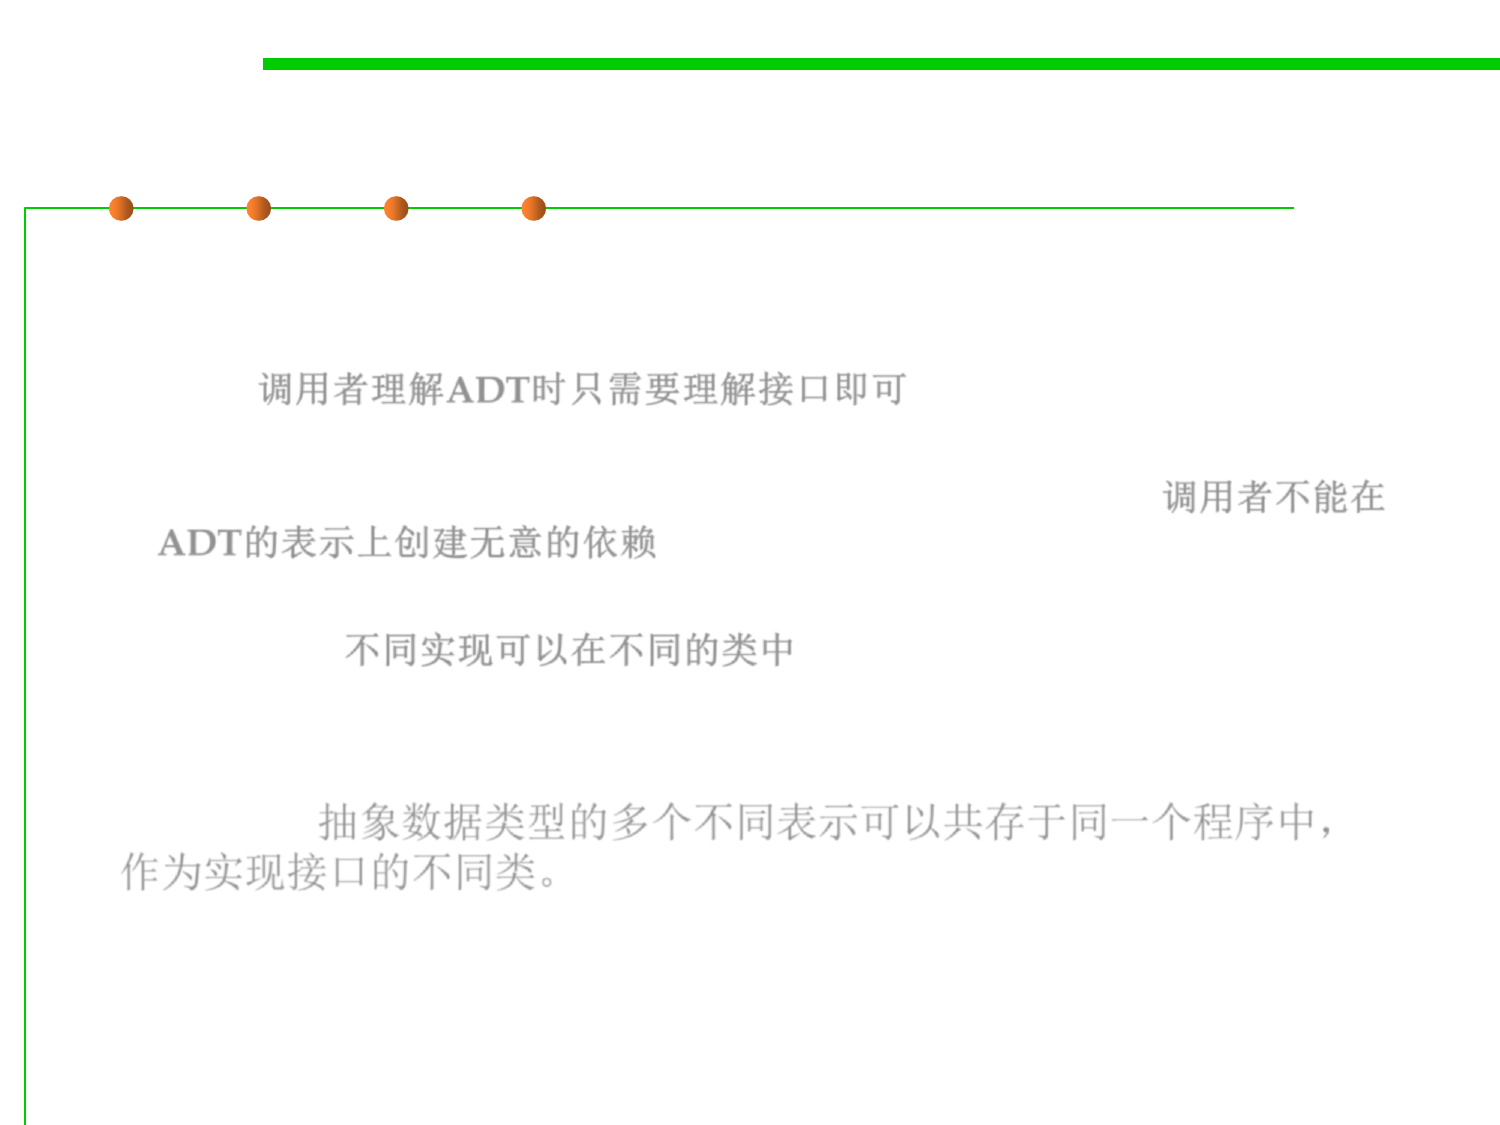 调用者理解ADT时只需要理解接口即可
调用者不能在
ADT的表示上创建无意的依赖
不同实现可以在不同的类中
抽象数据类型的多个不同表示可以共存于同一个程序中，
作为实现接口的不同类。